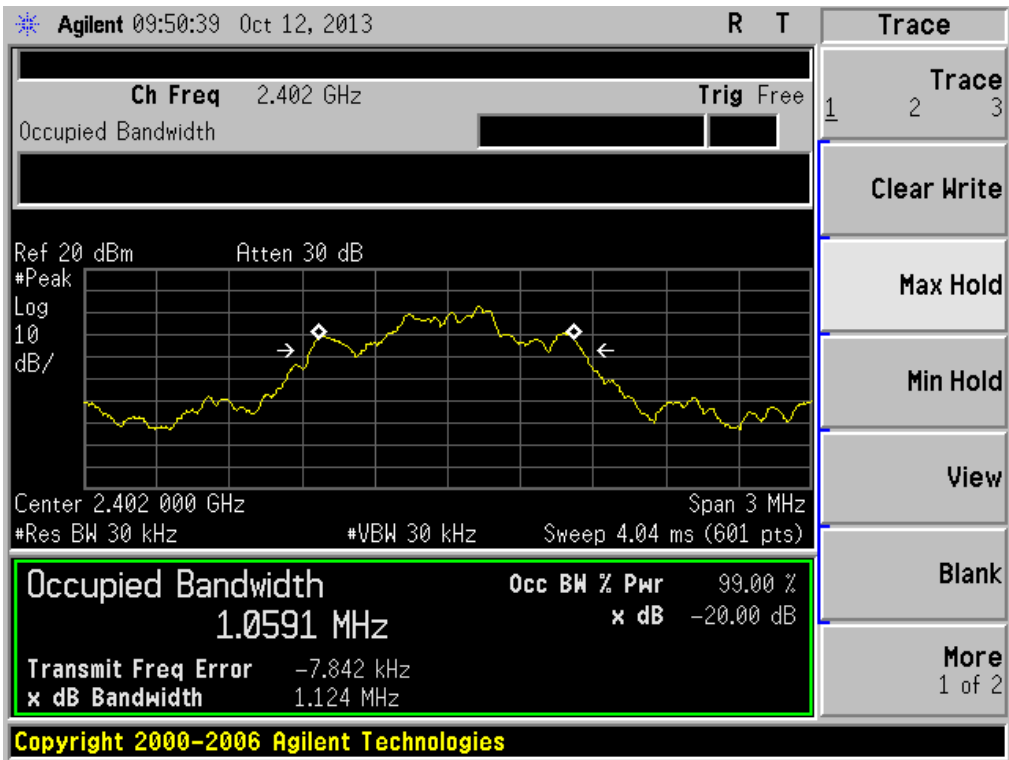 Agilent 09:50:39 Oct 12, 2013 R T
Ch Freq 2.402 GHz Trig Free
Occupied Bandwidth
Ref 20 dBm Atten 30 dB
#Peak
Log
10
dB/
Center 2.402 000 GHz Span 3 MHz
#Res BW 30 kHz #VBW 30 kHz Sweep 4.04 ms (601 pts)
Occupied Bandwidth
1.0591 MHz
Occ BW % Pwr 99.00 %
x dB -20.00 dB
Transmit Freq Error -7.842 kHz
x dB Bandwidth 1.124 MHz
Copyright 2000-2006 Agilent Technologies
Trace
Trace
1 2 3
Clear Write
Max Hold
Min Hold
View
Blank
More
1 of 2